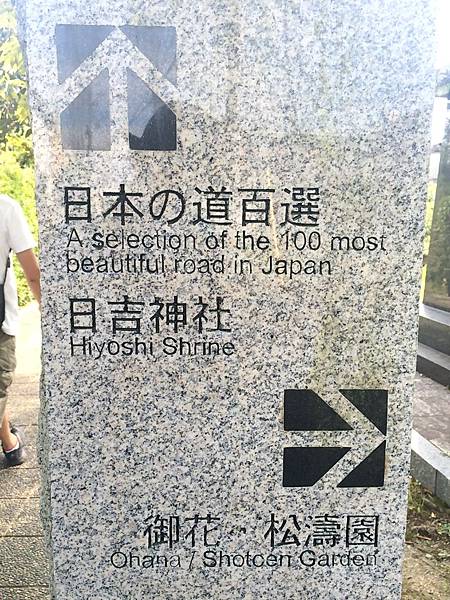 日本の道百選
A selection of the 100 most
beautiful road in Japan
日吉神社
Hiyoshi Shrine
御花・松濤園
Ohana / Shotoen Garden